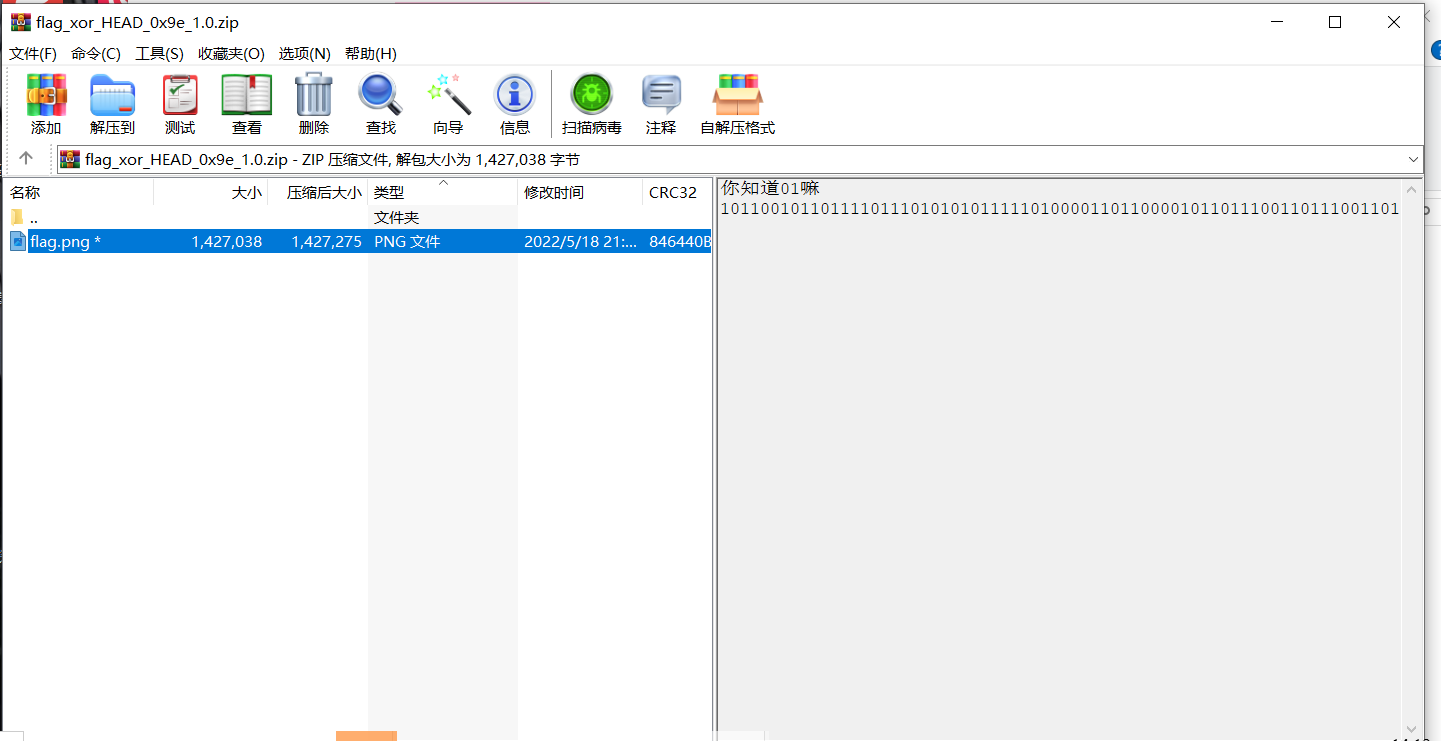 flag_xor_HEAD_0x9e_1.0.zip
文件(F) 命令(C) 工具(S) 收藏夹(O) 选项(N) 帮助(H)
添加 解压到 测试 查看 删除 查找 向导 信息 扫描病毒 注释 自解压格式
flag_xor_HEAD_0x9e_1.0.zip - ZIP 压缩文件, 解包大小为 1,427,038 字节
名称 大小 压缩后大小 类型 修改时间 CRC32
.. 文件夹
flag.png * 1,427,038 1,427,275 PNG 文件 2022/5/18 21:... 846440B
你知道01嘛
10110010110111101110101010111110100001101100001011011100110111001101